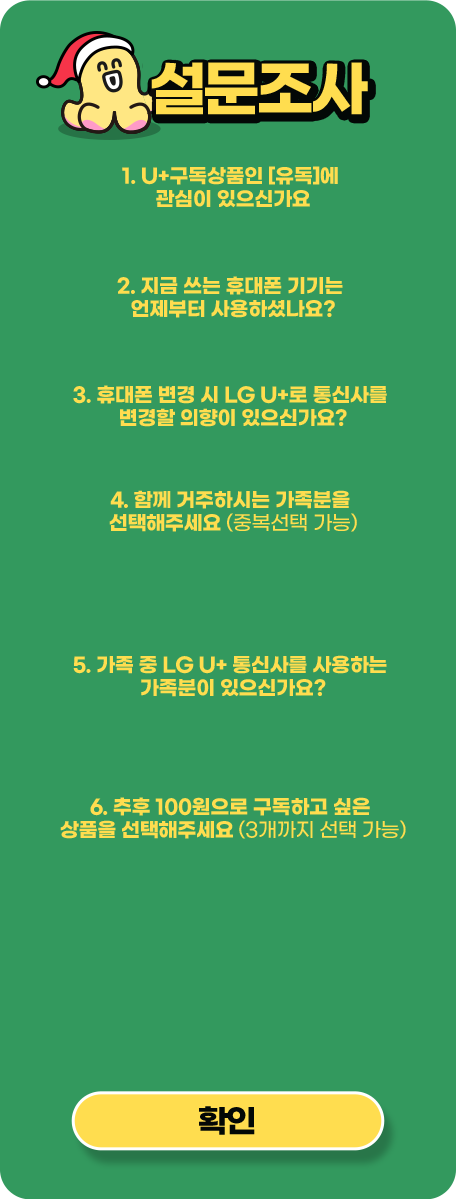 설문조사
1. U+구독상품인 [유독]에
관심이 있으신가요
2. 지금 쓰는 휴대폰 기기는
언제부터 사용하셨나요?
3. 휴대폰 변경 시 LG U+로 통신사를
변경할 의향이 있으신가요?
4. 함께 거주하시는 가족분을
선택해주세요 (중복선택 가능)
5. 가족 중 LG U+ 통신사를 사용하는
가족분이 있으신가요?
6. 추후 100원으로 구독하고 싶은
상품을 선택해주세요 (3개까지 선택 가능)
확인